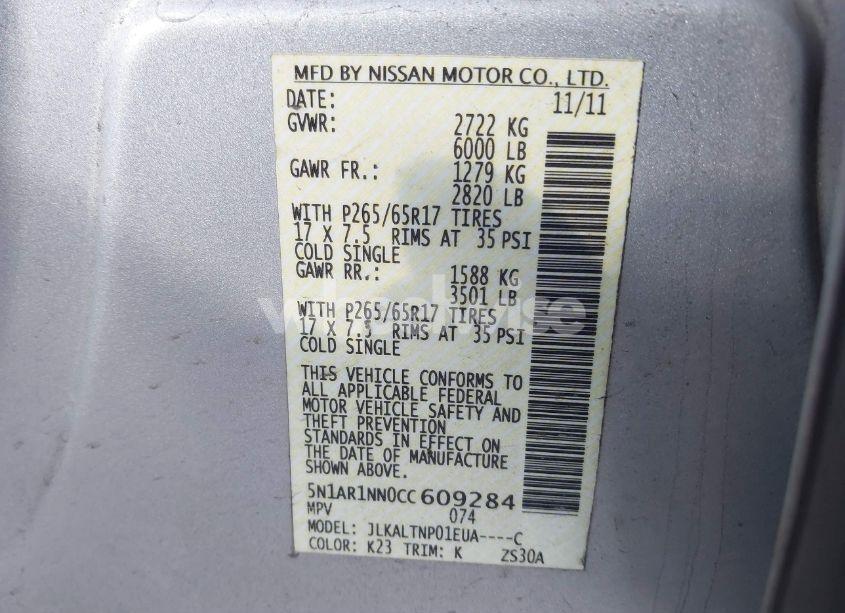 MFD BY NISSAN MOTOR CO., LTD.
DATE: 11/11
GVWR: 2722 KG
6000 LB
GAWR FR.: 1279 KG
2820 LB
WITH P265/65R17 TIRES
17 X 7.5 RIMS AT 35 PSI
COLD SINGLE
GAWR RR.: 1588 KG
3501 LB
WITH P265/65R17 TIRES
17 X 7.5 RIMS AT 35 PSI
COLD SINGLE
THIS VEHICLE CONFORMS TO
ALL APPLICABLE FEDERAL
MOTOR VEHICLE SAFETY AND
THEFT PREVENTION
STANDARDS IN EFFECT ON
THE DATE OF MANUFACTURE
SHOWN ABOVE.
5N1AR1NN0CC 609284
MPV 074
MODEL: JLKALTNP01EUA----C
COLOR: K23 TRIM: K ZS30A